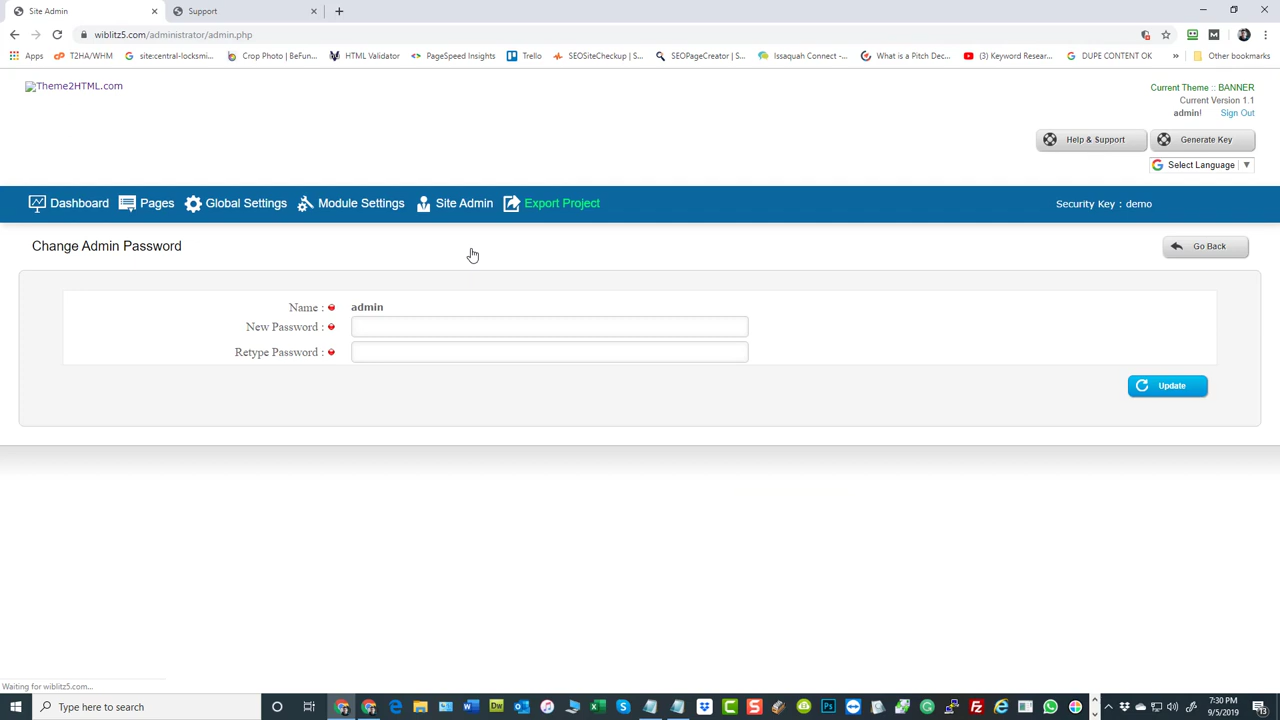 Site Admin
Support
wiblitz5.com/administrator/admin.php
Apps T2HA/WHM site:central-locksmi... Crop Photo | BeFun... HTML Validator PageSpeed Insights Trello SEOSiteCheckup | S... SEOPageCreator | S... Issaquah Connect -... What is a Pitch Dec... (3) Keyword Resear... DUPE CONTENT OK » Other bookmarks
Theme2HTML.com
Current Theme :: BANNER
Current Version 1.1
admin! Sign Out
Help & Support Generate Key
Select Language ▼
Dashboard Pages Global Settings Module Settings Site Admin Export Project Security Key : demo
Change Admin Password Go Back
Name : admin
New Password :
Retype Password :
Update
Waiting for wiblitz5.com...
Type here to search
7:30 PM
9/5/2019